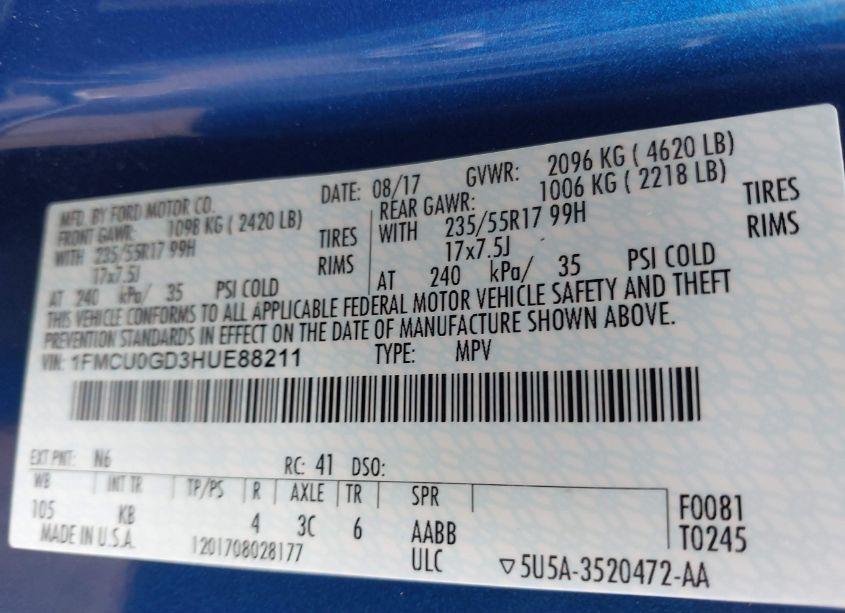 MFD. BY FORD MOTOR CO. DATE: 08/17 GVWR: 2096 KG ( 4620 LB)
FRONT GAWR: 1098 KG ( 2420 LB) REAR GAWR: 1006 KG ( 2218 LB)
WITH 235/55R17 99H TIRES WITH 235/55R17 99H TIRES
17x7.5J RIMS 17x7.5J RIMS
AT 240 kPa/ 35 PSI COLD AT 240 kPa/ 35 PSI COLD
THIS VEHICLE CONFORMS TO ALL APPLICABLE FEDERAL MOTOR VEHICLE SAFETY AND THEFT
PREVENTION STANDARDS IN EFFECT ON THE DATE OF MANUFACTURE SHOWN ABOVE.
VIN: 1FMCU0GD3HUE88211 TYPE: MPV
EXT PNT: N6 RC: 41 DSO:
WB INT TR TP/PS R AXLE TR SPR F0081
105 KB 4 3C 6 AABB T0245
MADE IN U.S.A. 1201708028177 ULC ▽5U5A-3520472-AA